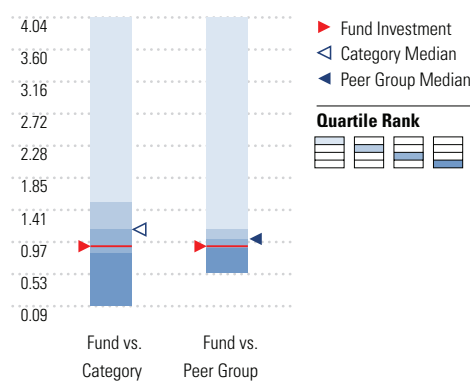 4.04
3.60
3.16
2.72
2.28
1.85
1.41
0.97
0.53
0.09
Fund vs.
Category
Fund vs.
Peer Group
Fund Investment
Category Median
Peer Group Median
Quartile Rank